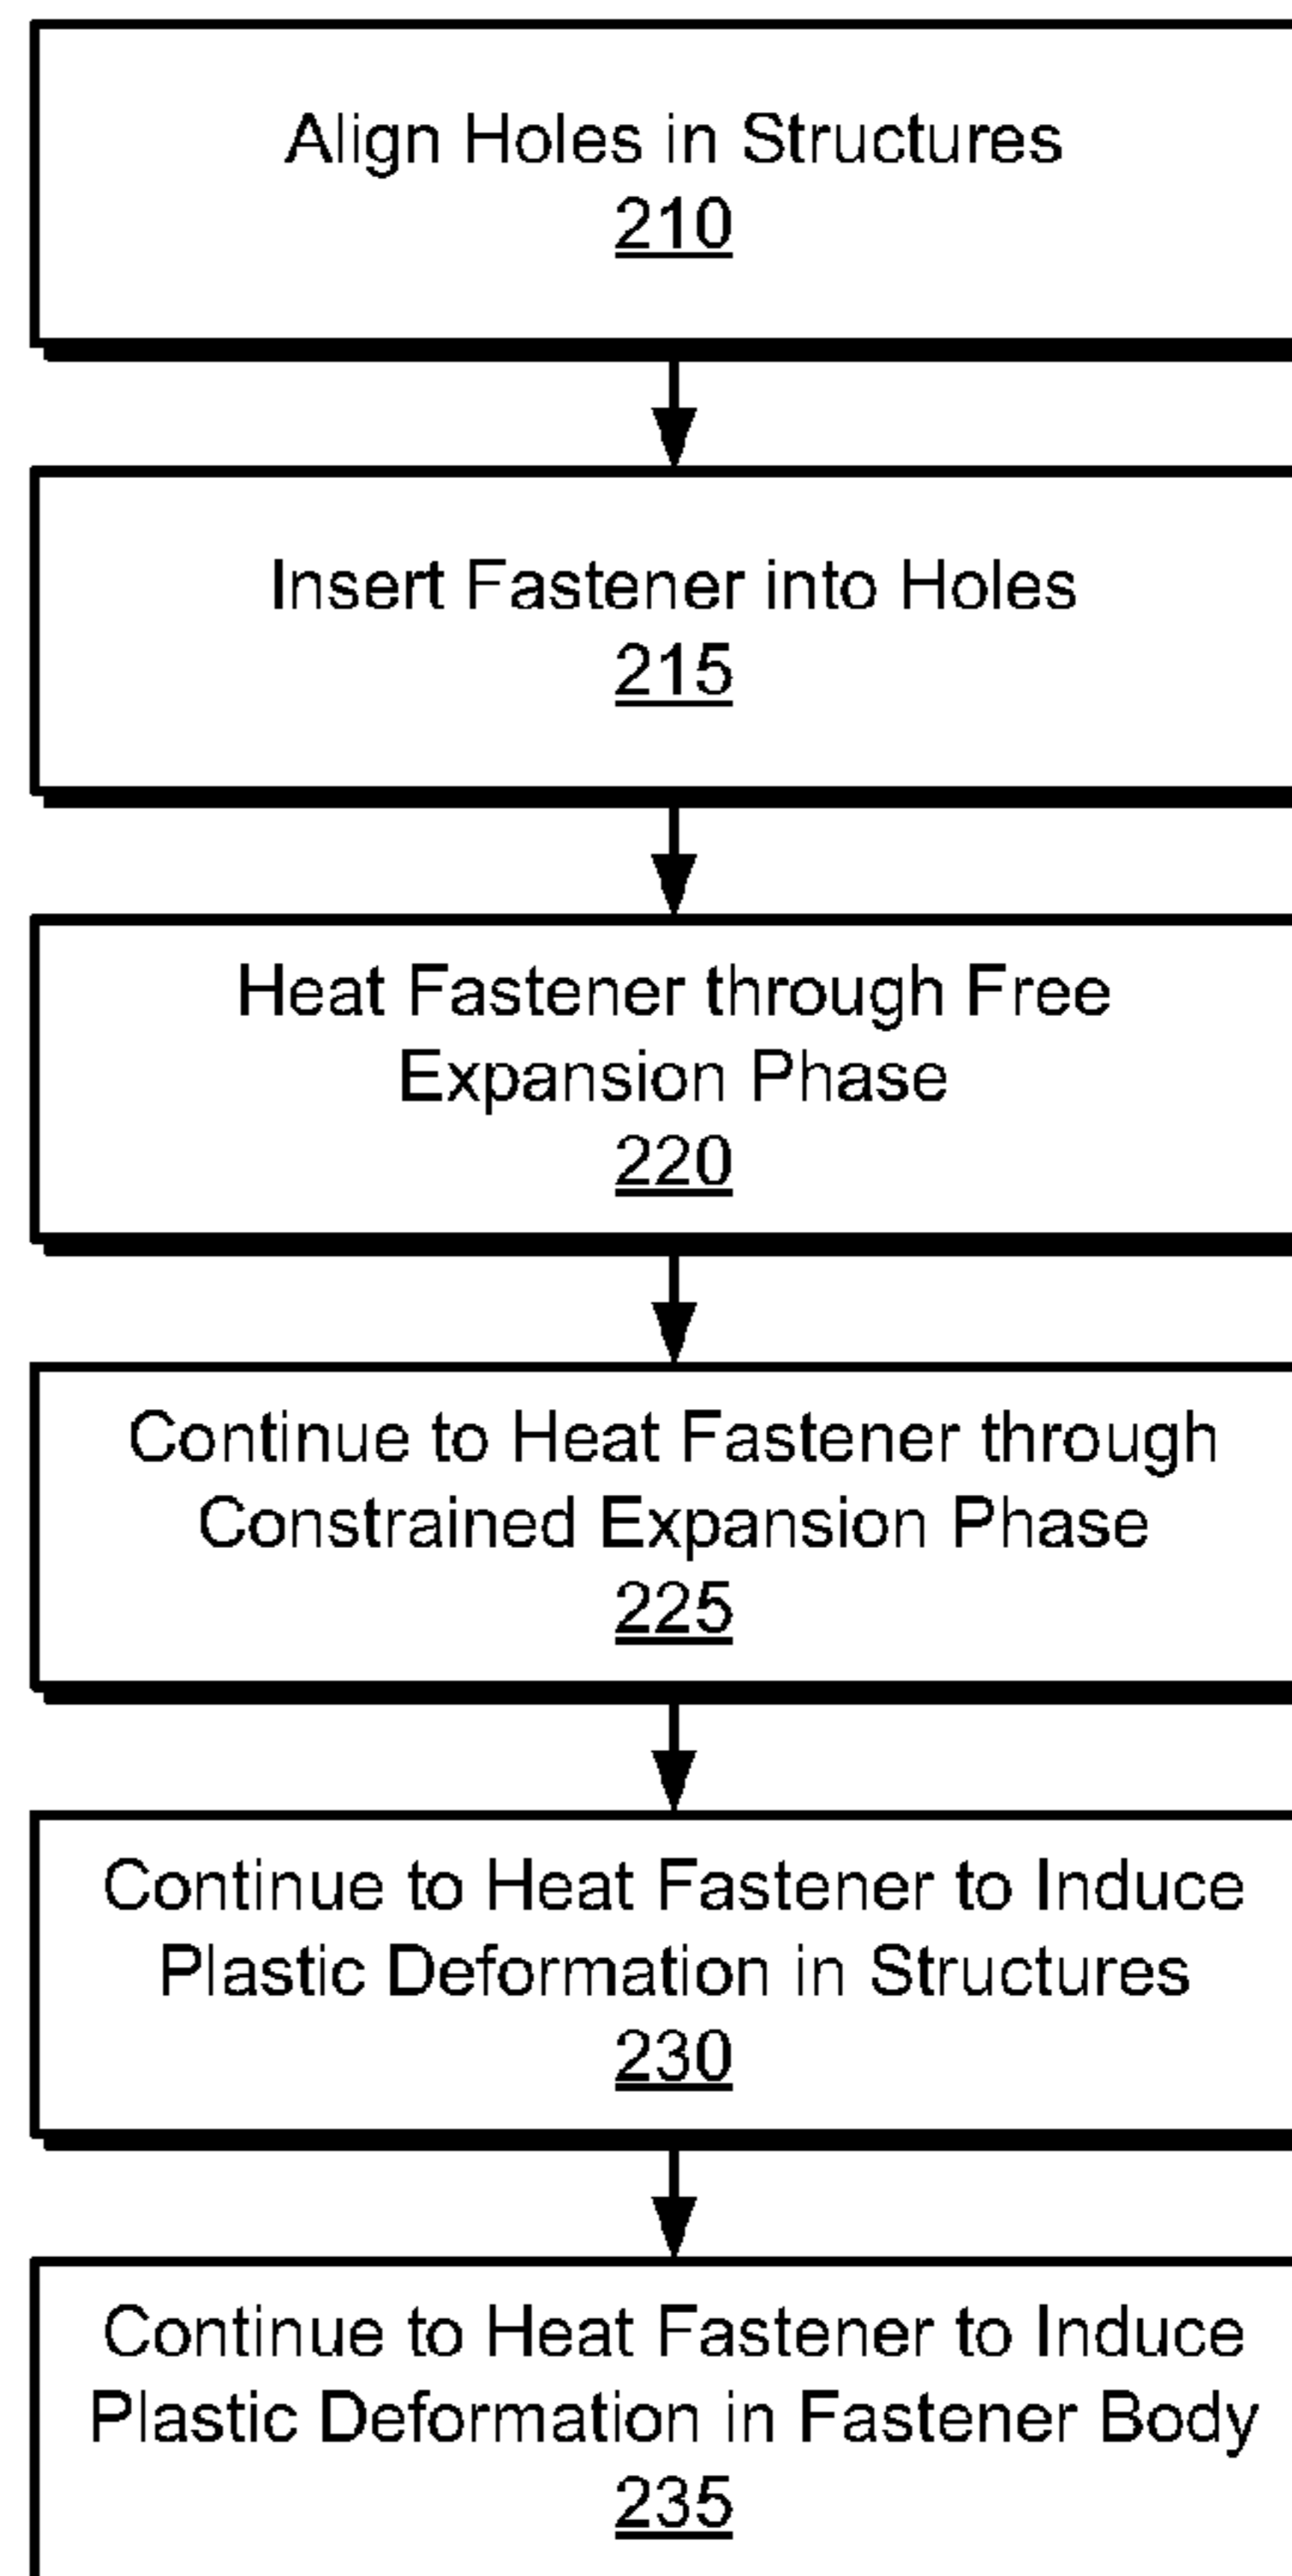 Align Holes in Structures
210
Insert Fastener into Holes
215
Heat Fastener through Free
Expansion Phase
220
Continue to Heat Fastener through
Constrained Expansion Phase
225
Continue to Heat Fastener to Induce
Plastic Deformation in Structures
230
Continue to Heat Fastener to Induce
Plastic Deformation in Fastener Body
235